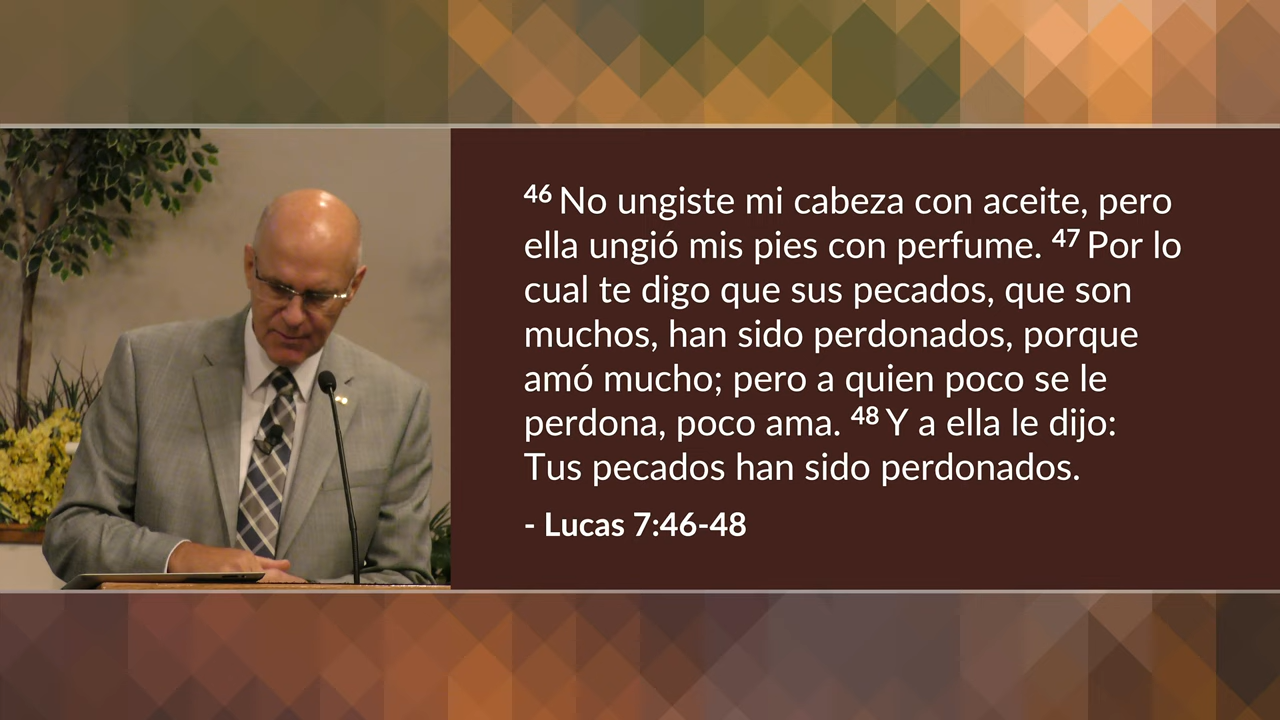 46 No ungiste mi cabeza con aceite, pero
ella ungió mis pies con perfume. 47 Por lo
cual te digo que sus pecados, que son
muchos, han sido perdonados, porque
amó mucho; pero a quien poco se le
perdona, poco ama. 48 Y a ella le dijo:
Tus pecados han sido perdonados.
- Lucas 7:46-48